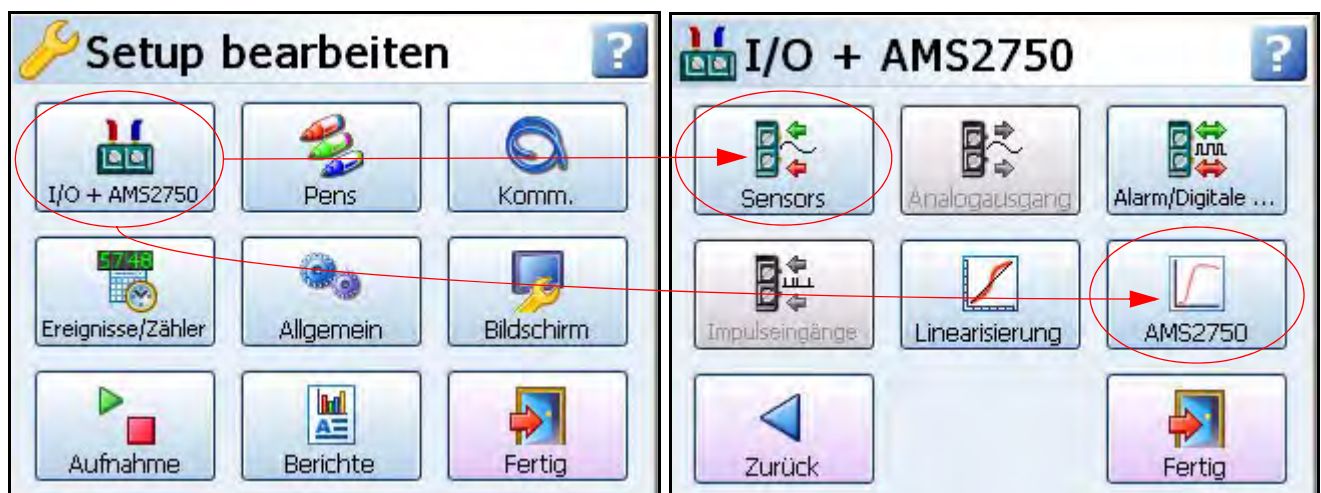 Setup bearbeiten
?
I/O + AMS2750
Pens
Komm.
5748
Ereignisse/Zähler
Allgemein
Bildschirm
Aufnahme
Berichte
Fertig
I/O + AMS2750
?
Sensors
Analogausgang
Alarm/Digitale ...
Impulseingänge
Linearisierung
AMS2750
Zurück
Fertig